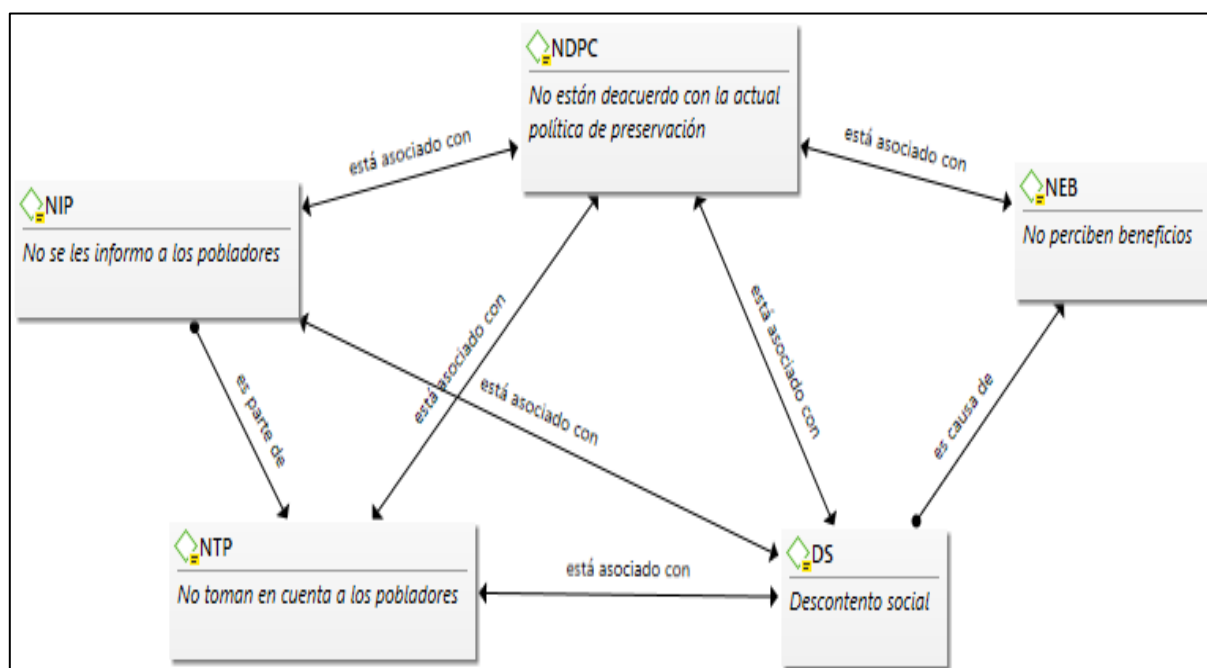 NDPC
No están deacuerdo con la actual
política de preservación
está asociado con
está asociado con
NIP
No se les informo a los pobladores
NEB
No perciben beneficios
está asociado con
está asociado con
está asociado con
es parte de
es causa de
NTP
No toman en cuenta a los pobladores
está asociado con
DS
Descontento social